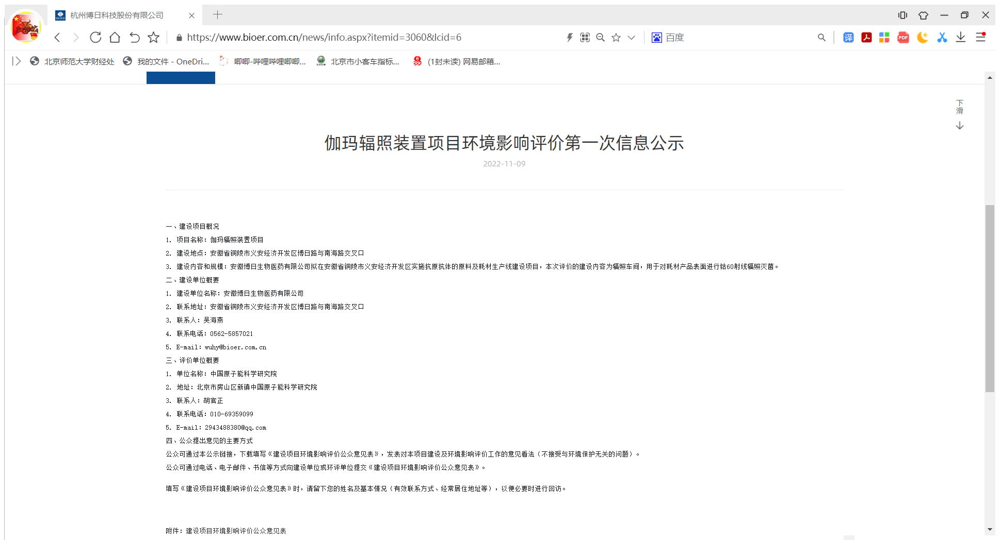 杭州博日科技股份有限公司
https://www.bioer.com.cn/news/info.aspx?itemid=3060&lcid=6
百度
译
PDF
北京师范大学财经处
我的文件 - OneDri...
唧唧-哔哩哔哩唧唧...
北京市小客车指标...
(1封未读) 网易邮箱...
下
滑
伽玛辐照装置项目环境影响评价第一次信息公示
2022-11-09
一、建设项目概况
1. 项目名称：伽玛辐照装置项目
2. 建设地点：安徽省铜陵市义安经济开发区博日路与南海路交叉口
3. 建设内容和规模：安徽博日生物医药有限公司拟在安徽省铜陵市义安经济开发区实施抗原抗体的原料及耗材生产线建设项目，本次评价的建设内容为辐照车间，用于对耗材产品表面进行钴60射线辐照灭菌。
二、建设单位概要
1. 建设单位名称：安徽博日生物医药有限公司
2. 联系地址：安徽省铜陵市义安经济开发区博日路与南海路交叉口
3. 联系人：吴海燕
4. 联系电话：0562-5857021
5. E-mail：wuhy@bioer.com.cn
三、评价单位概要
1. 单位名称：中国原子能科学研究院
2. 地址：北京市房山区新镇中国原子能科学研究院
3. 联系人：胡官正
4. 联系电话：010-69359099
5. E-mail：2943488380@qq.com
四、公众提出意见的主要方式
公众可通过本公示链接，下载填写《建设项目环境影响评价公众意见表》，发表对本项目建设及环境影响评价工作的意见看法（不接受与环境保护无关的问题）。
公众可通过电话、电子邮件、书信等方式向建设单位或环评单位提交《建设项目环境影响评价公众意见表》。
填写《建设项目环境影响评价公众意见表》时，请留下您的姓名及基本情况（有效联系方式、经常居住地址等），以便必要时进行回访。
附件：建设项目环境影响评价公众意见表